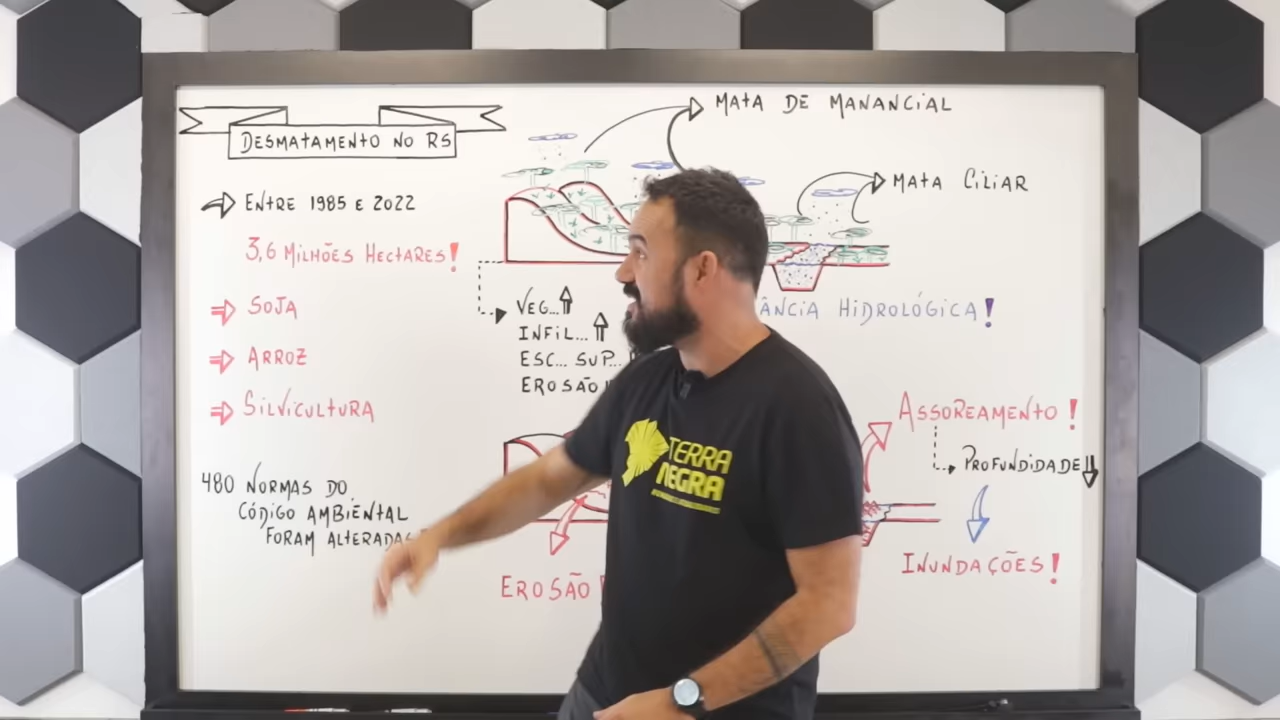 DESMATAMENTO NO RS
ENTRE 1985 E 2022
3,6 MILHÕES HECTARES!
SOJA
ARROZ
SILVICULTURA
480 NORMAS DO
CÓDIGO AMBIENTAL
FORAM ALTERADAS
MATA DE MANANCIAL
MATA CILIAR
VEG...
INFIL...
ESC... SUP...
EROSÃO
HIDROLÓGICA!
EROSÃO
ASSOREAMENTO!
PROFUNDIDADE
INUNDAÇÕES!
TERRA
NEGRA